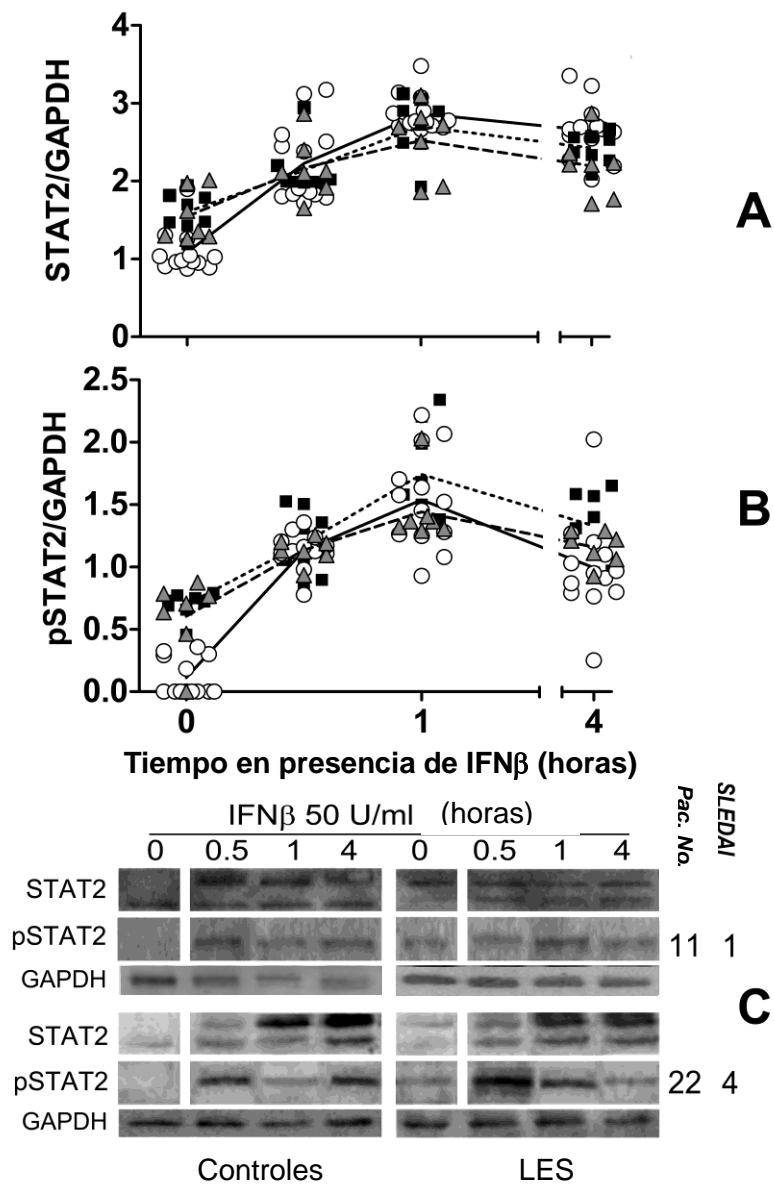 4
3
2
1
0
STAT2/GAPDH
A
2.5
2.0
1.5
1.0
0.5
0.0
pSTAT2/GAPDH
B
0 1 4
Tiempo en presencia de IFNβ (horas)
IFNβ 50 U/ml (horas)
Pac. No.
SLEDAI
0 0.5 1 4 0 0.5 1 4
STAT2
pSTAT2 11 1
GAPDH
C
STAT2
pSTAT2 22 4
GAPDH
Controles LES